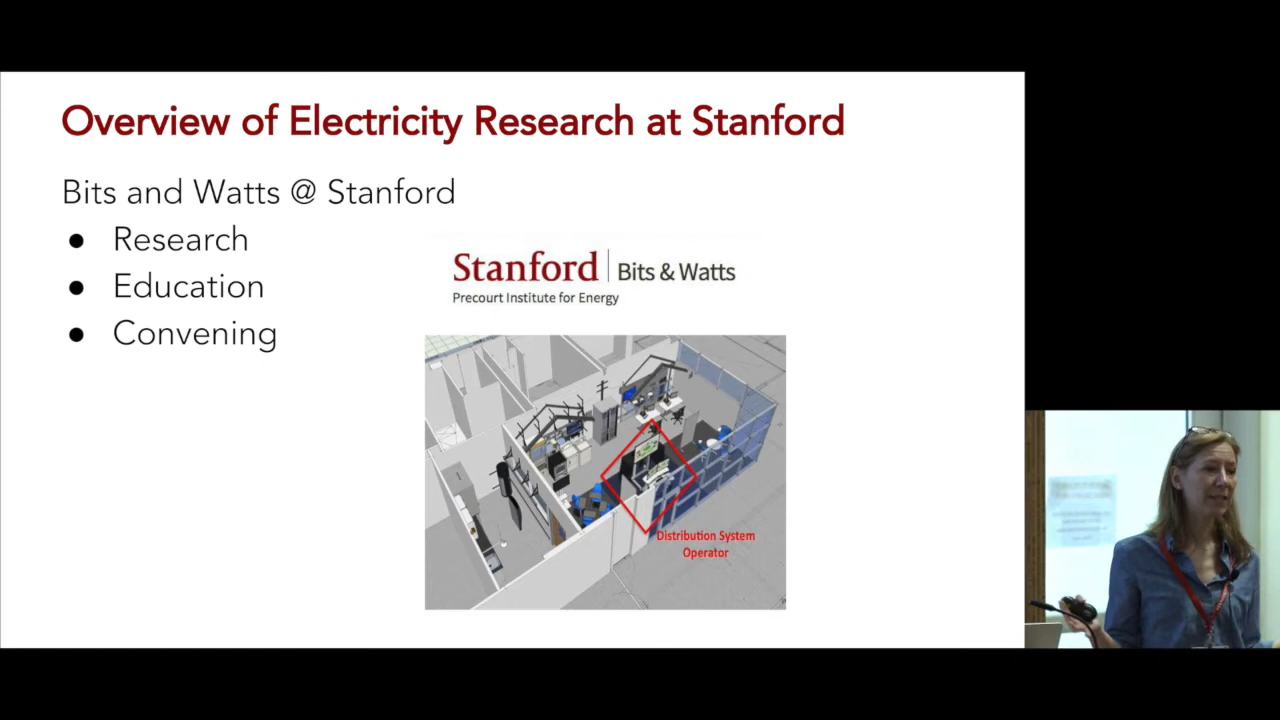 Overview of Electricity Research at Stanford
Bits and Watts @ Stanford
● Research
● Education
● Convening
Stanford | Bits & Watts
Precourt Institute for Energy
Distribution System
Operator